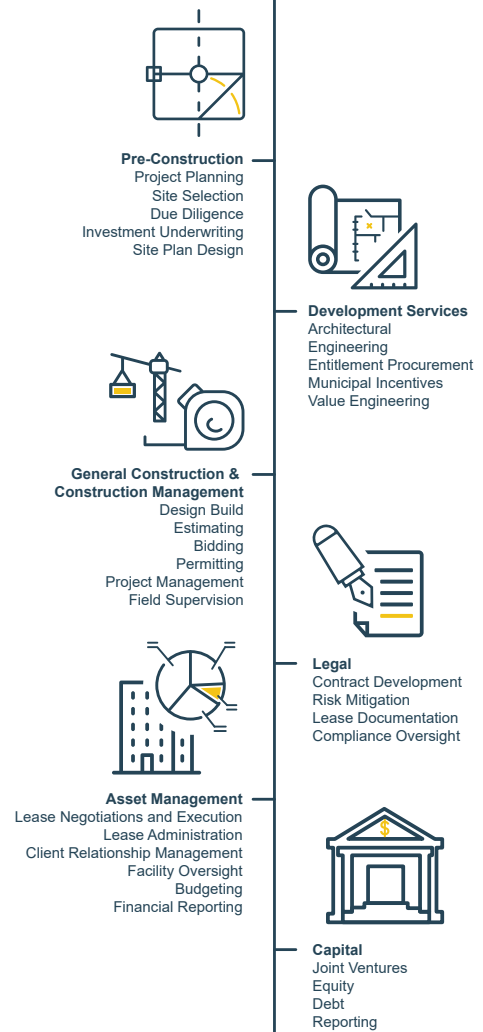 Pre-Construction
Project Planning
Site Selection
Due Diligence
Investment Underwriting
Site Plan Design
Development Services
Architectural
Engineering
Entitlement Procurement
Municipal Incentives
Value Engineering
General Construction &
Construction Management
Design Build
Estimating
Bidding
Permitting
Project Management
Field Supervision
Legal
Contract Development
Risk Mitigation
Lease Documentation
Compliance Oversight
Asset Management
Lease Negotiations and Execution
Lease Administration
Client Relationship Management
Facility Oversight
Budgeting
Financial Reporting
$
Capital
Joint Ventures
Equity
Debt
Reporting